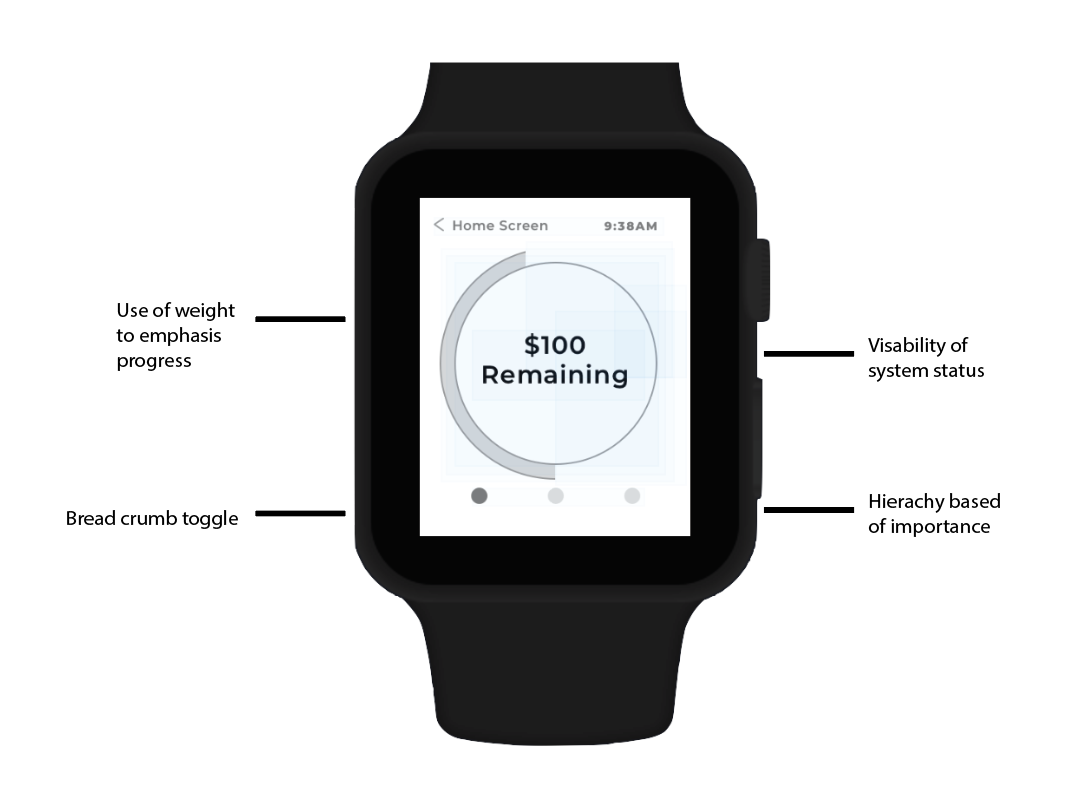 Home Screen 9:38AM
Use of weight
to emphasis
progress
$100
Remaining
Visability of
system status
Bread crumb toggle
Hierachy based
of importance